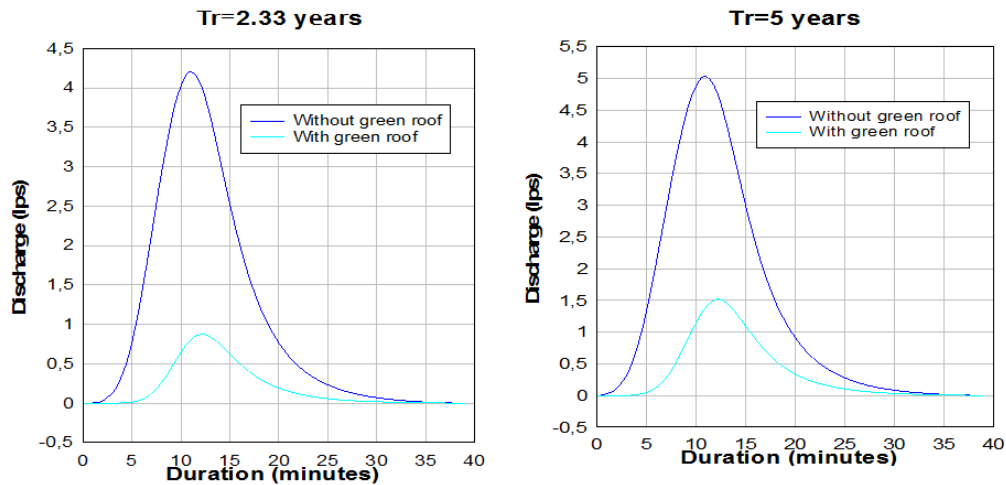 Tr=2.33 years
4,5
4
3,5
3
2,5
2
1,5
1
0,5
0
-0,5
Discharge (lps)
Without green roof
With green roof
0 5 10 15 20 25 30 35 40
Duration (minutes)
Tr=5 years
5,5
5
4,5
4
3,5
3
2,5
2
1,5
1
0,5
0
-0,5
Discharge (lps)
Without green roof
With green roof
0 5 10 15 20 25 30 35 40
Duration (minutes)